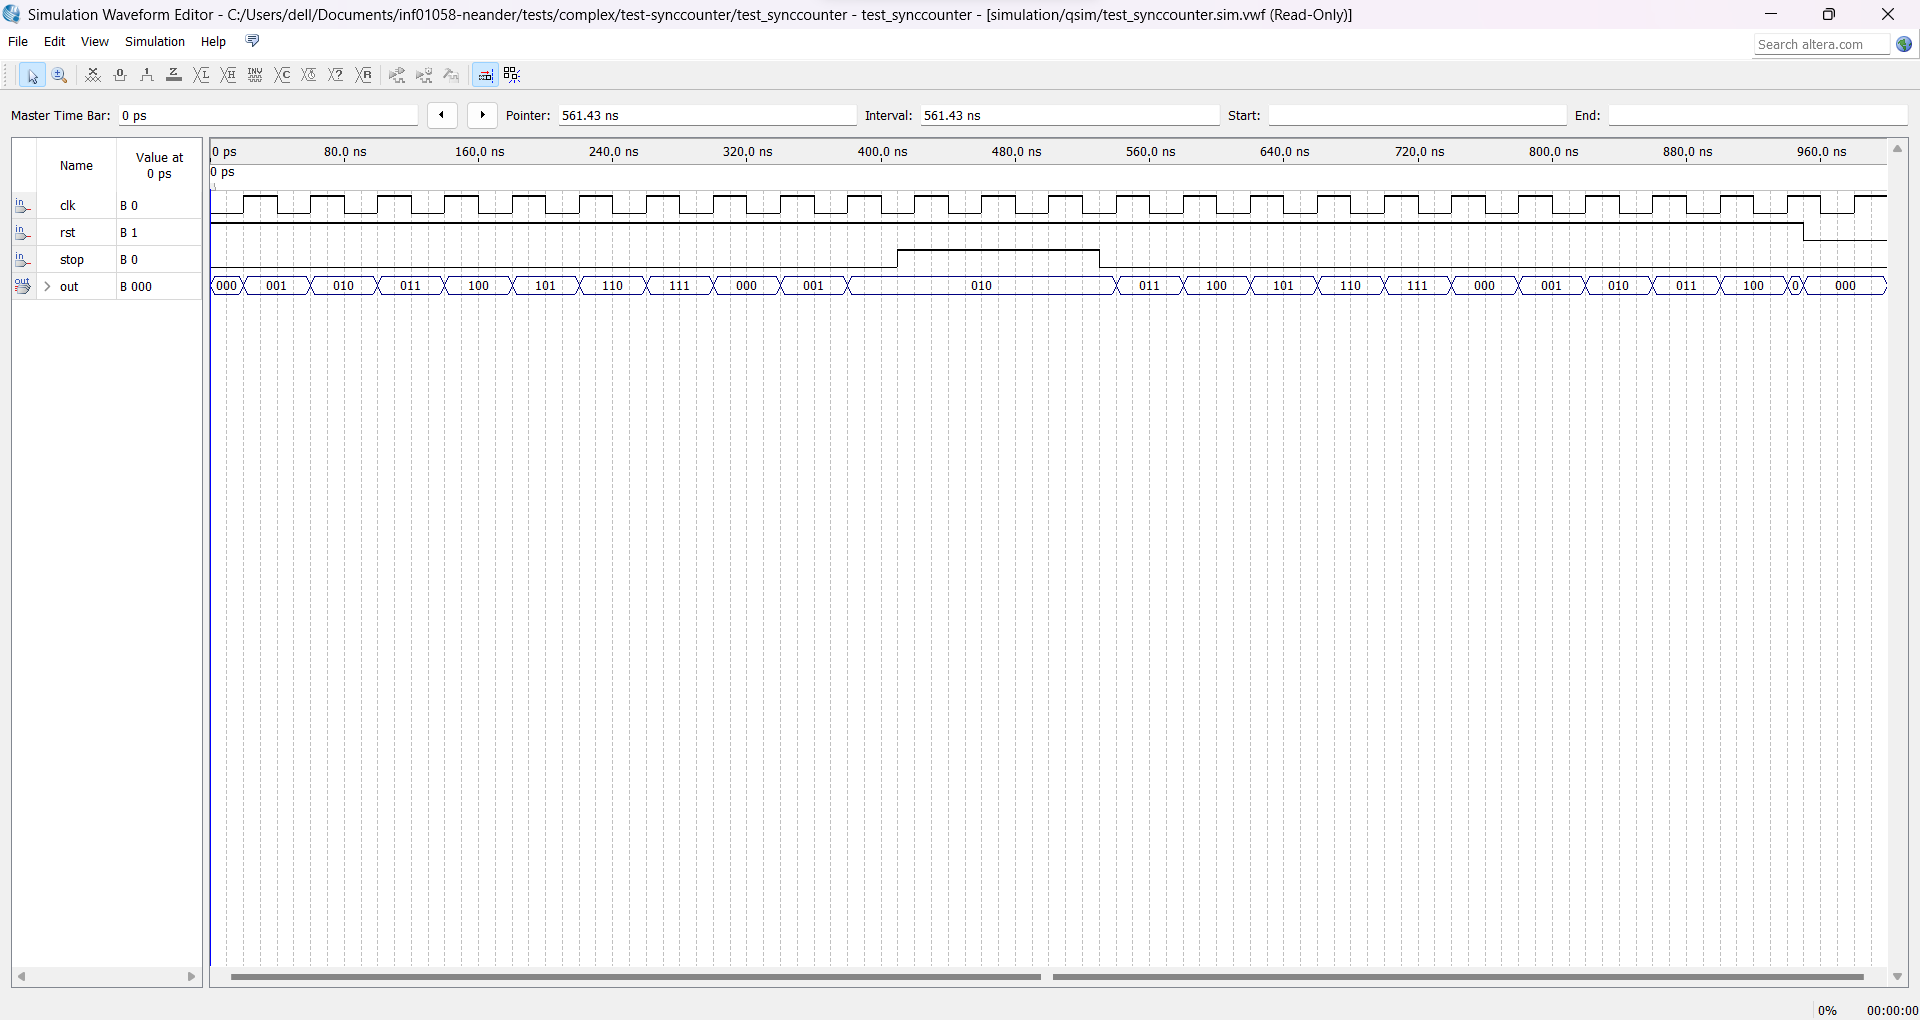 Simulation Waveform Editor - C:/Users/dell/Documents/inf01058-neander/tests/complex/test-synccounter/test_synccounter - test_synccounter - [simulation/qsim/test_synccounter.sim.vwf (Read-Only)]
File Edit View Simulation Help
Search altera.com
Master Time Bar: 0 ps Pointer: 561.43 ns Interval: 561.43 ns Start: End:
Name Value at 0 ps
0 ps 80.0 ns 160.0 ns 240.0 ns 320.0 ns 400.0 ns 480.0 ns 560.0 ns 640.0 ns 720.0 ns 800.0 ns 880.0 ns 960.0 ns
0 ps
in clk B 0
in rst B 1
in stop B 0
out > out B 000 000 001 010 011 100 101 110 111 000 001 010 011 100 101 110 111 000 001 010 011 100 0 000
0% 00:00:00